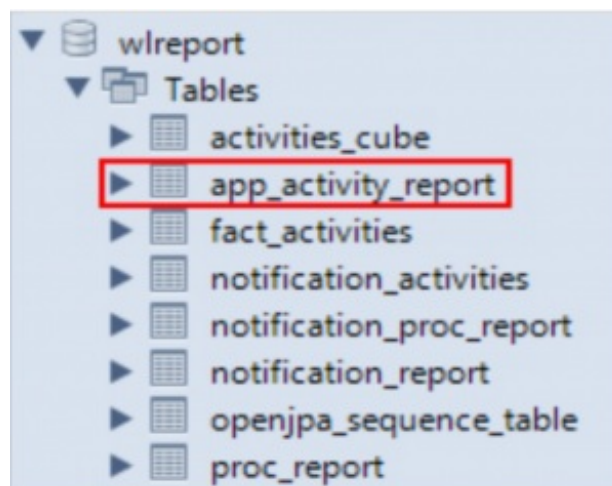 wlreport
Tables
activities_cube
app_activity_report
fact_activities
notification_activities
notification_proc_report
notification_report
openjpa_sequence_table
proc_report